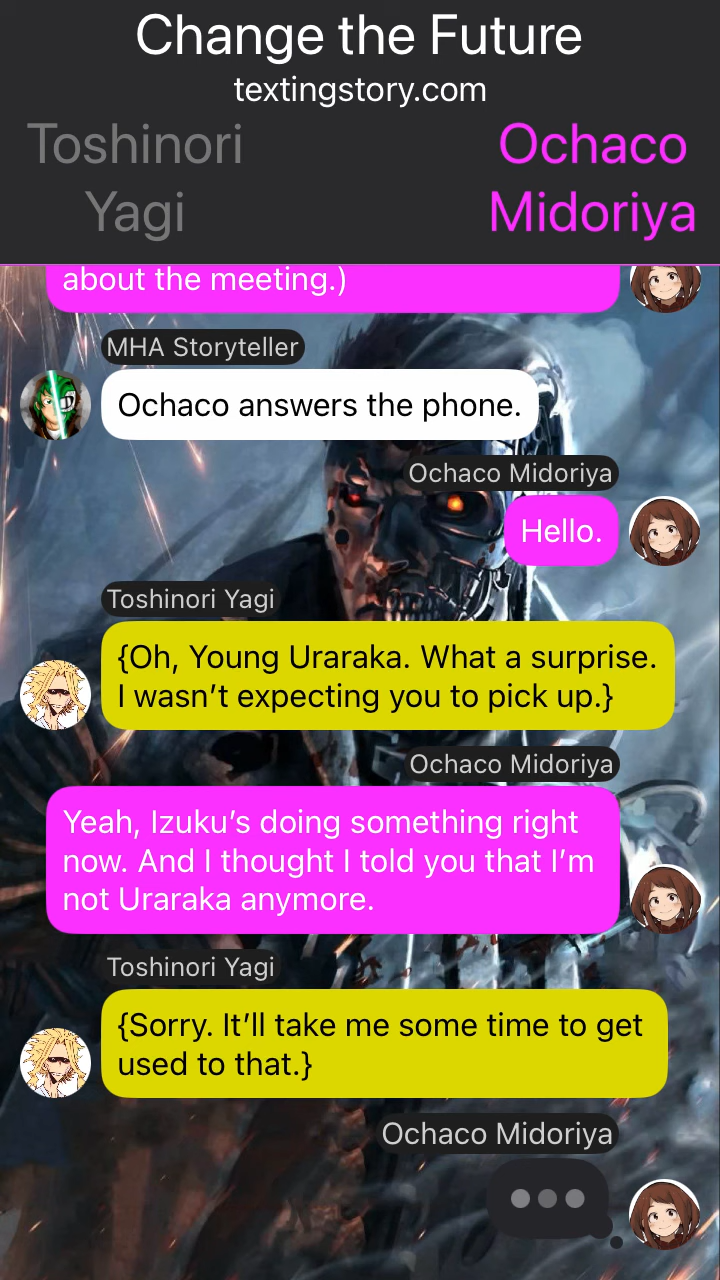 Change the Future
textingstory.com
Toshinori
Yagi
Ochaco
Midoriya
about the meeting.)
MHA Storyteller
Ochaco answers the phone.
Ochaco Midoriya
Hello.
Toshinori Yagi
{Oh, Young Uraraka. What a surprise.
I wasn’t expecting you to pick up.}
Ochaco Midoriya
Yeah, Izuku’s doing something right
now. And I thought I told you that I’m
not Uraraka anymore.
Toshinori Yagi
{Sorry. It’ll take me some time to get
used to that.}
Ochaco Midoriya